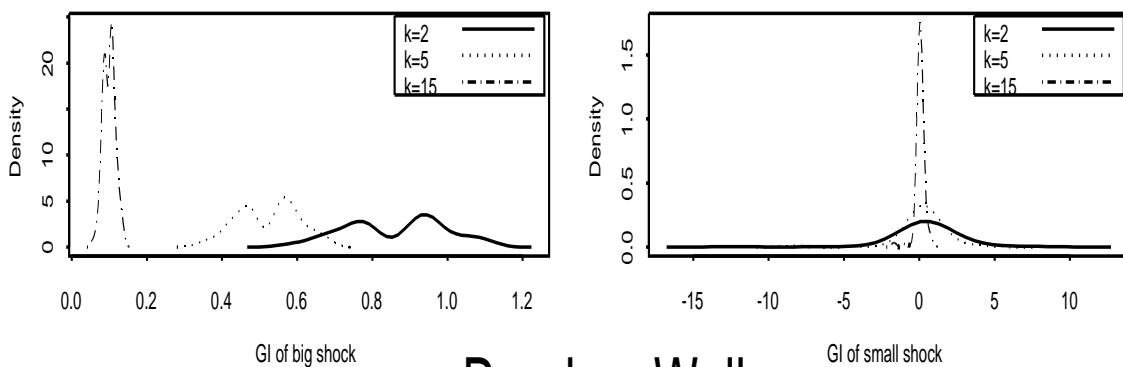 k=2
k=5
k=15
Density
0 5 10 20
0.0 0.2 0.4 0.6 0.8 1.0 1.2
GI of big shock
k=2
k=5
k=15
Density
0.0 0.5 1.0 1.5
-15 -10 -5 0 5 10
GI of small shock